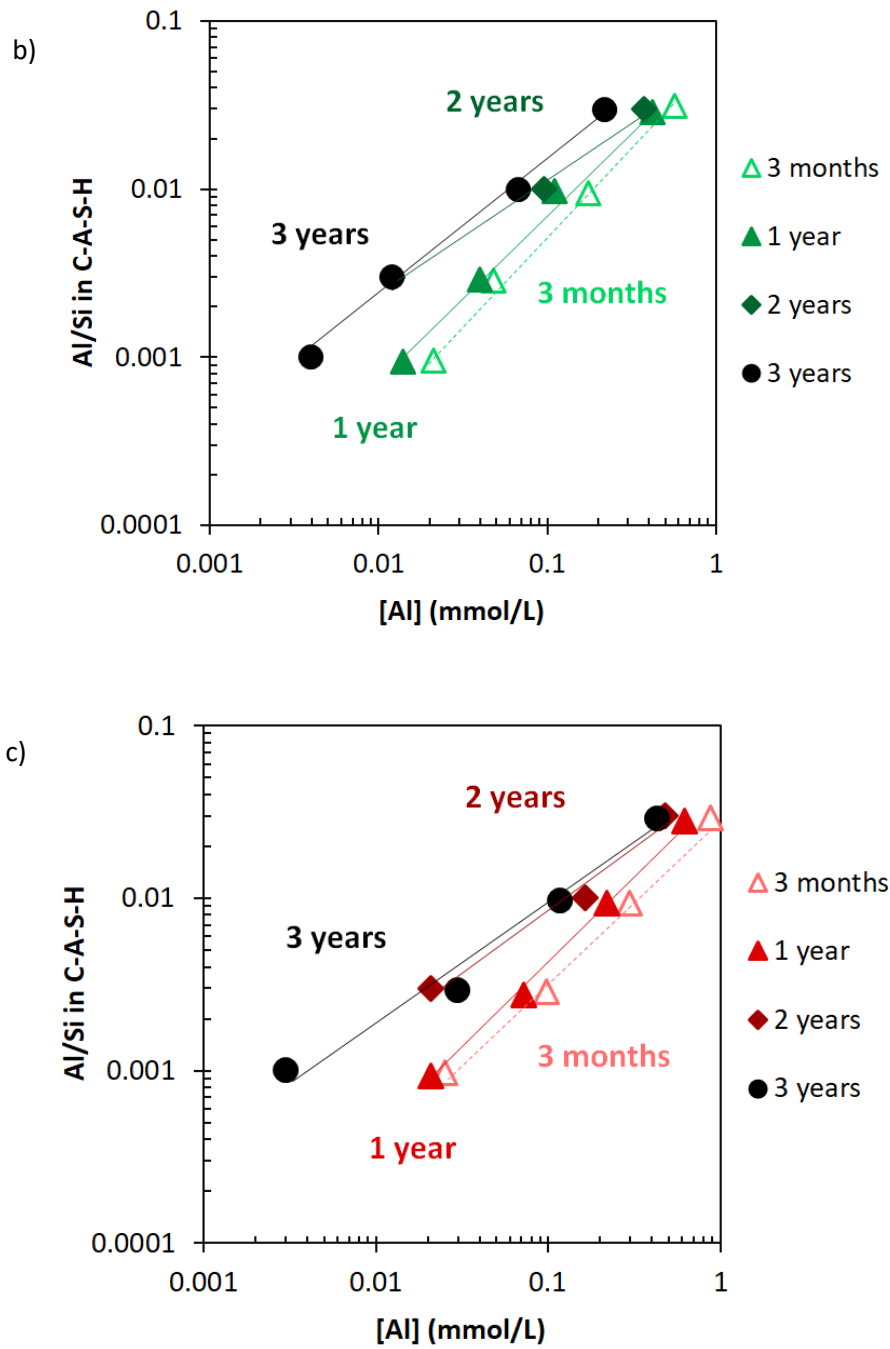 b)
0.1
0.01
0.001
0.0001
Al/Si in C-A-S-H
2 years
3 years
3 months
1 year
0.001
0.01
0.1
1
[Al] (mmol/L)
3 months
1 year
2 years
3 years
c)
0.1
0.01
0.001
0.0001
Al/Si in C-A-S-H
2 years
3 years
3 months
1 year
0.001
0.01
0.1
1
[Al] (mmol/L)
3 months
1 year
2 years
3 years